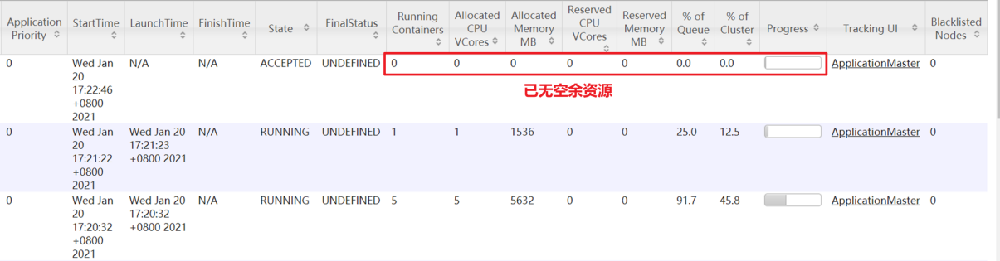 Application Priority StartTime LaunchTime FinishTime State FinalStatus Running Containers Allocated CPU VCores Allocated Memory MB Reserved CPU VCores Reserved Memory MB % of Queue % of Cluster Progress Tracking UI Blacklisted Nodes
0 Wed Jan 20 17:22:46 +0800 2021 N/A N/A ACCEPTED UNDEFINED 0 0 0 0 0 0.0 0.0 ApplicationMaster 0
已无空余资源
0 Wed Jan 20 17:21:22 +0800 2021 Wed Jan 20 17:21:23 +0800 2021 N/A RUNNING UNDEFINED 1 1 1536 0 0 25.0 12.5 ApplicationMaster 0
0 Wed Jan 20 17:20:32 +0800 2021 Wed Jan 20 17:20:32 +0800 2021 N/A RUNNING UNDEFINED 5 5 5632 0 0 91.7 45.8 ApplicationMaster 0